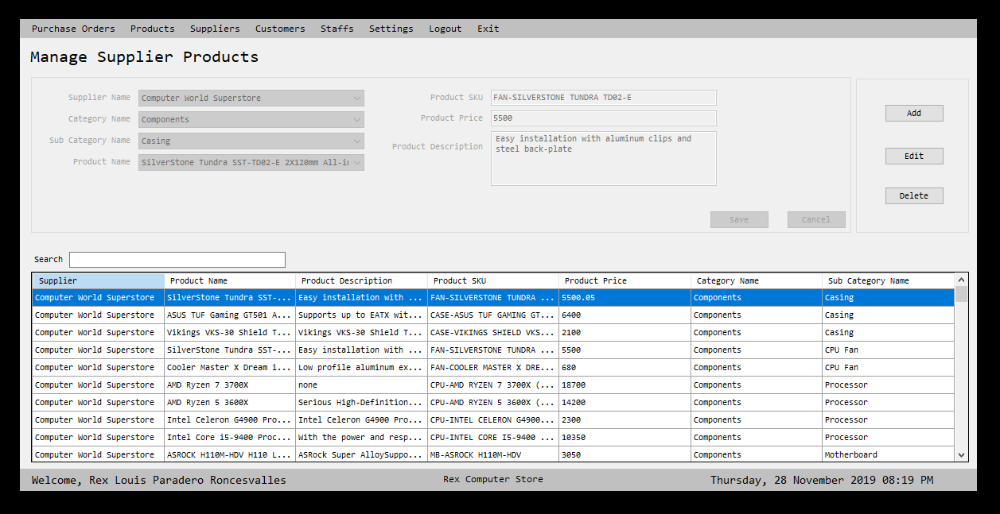 Purchase Orders Products Suppliers Customers Staffs Settings Logout Exit
Manage Supplier Products
Supplier Name Computer World Superstore
Category Name Components
Sub Category Name Casing
Product Name SilverStone Tundra SST-TD02-E 2X120mm All-i
Product SKU FAN-SILVERSTONE TUNDRA TD02-E
Product Price 5500
Product Description Easy installation with aluminum clips and
steel back-plate
Save Cancel
Add
Edit
Delete
Search
Supplier Product Name Product Description Product SKU Product Price Category Name Sub Category Name
Computer World Superstore SilverStone Tundra SST-... Easy installation with ... FAN-SILVERSTONE TUNDRA ... 5500.05 Components Casing
Computer World Superstore ASUS TUF Gaming GT501 A... Supports up to EATX wit... CASE-ASUS TUF GAMING GT... 6400 Components Casing
Computer World Superstore Vikings VKS-30 Shield T... Vikings VKS-30 Shield T... CASE-VIKINGS SHIELD VKS... 2100 Components Casing
Computer World Superstore SilverStone Tundra SST-... Easy installation with ... FAN-SILVERSTONE TUNDRA ... 5500 Components CPU Fan
Computer World Superstore Cooler Master X Dream i... Low profile aluminum ex... FAN-COOLER MASTER X DRE... 680 Components CPU Fan
Computer World Superstore AMD Ryzen 7 3700X none CPU-AMD RYZEN 7 3700X (... 18700 Components Processor
Computer World Superstore AMD Ryzen 5 3600X Serious High-Definition... CPU-AMD RYZEN 5 3600X (... 14200 Components Processor
Computer World Superstore Intel Celeron G4900 Pro... Intel Celeron G4900 Pro... CPU-INTEL CELERON G4900... 2300 Components Processor
Computer World Superstore Intel Core i5-9400 Proc... With the power and resp... CPU-INTEL CORE I5-9400 ... 10350 Components Processor
Computer World Superstore ASROCK H110M-HDV H110 L... ASRock Super AlloySuppo... MB-ASROCK H110M-HDV 3050 Components Motherboard
Welcome, Rex Louis Paradero Roncesvalles Rex Computer Store Thursday, 28 November 2019 08:19 PM